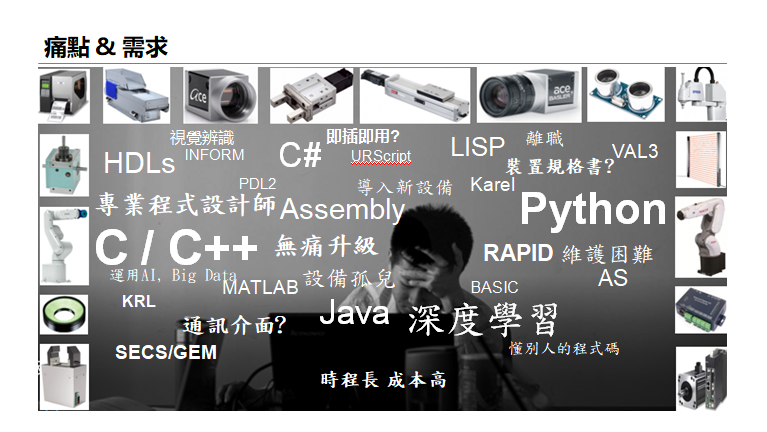 痛點 & 需求
ace
ace
BASLER
視覺辨識
即插即用?
離職
HDLs
INFORM
C#
URScript
LISP
VAL3
裝置規格書?
PDL2
導入新設備
Karel
專業程式設計師
Assembly
Python
C / C++
無痛升級
RAPID
維護困難
運用AI, Big Data
MATLAB
設備孤兒
BASIC
AS
KRL
通訊介面?
Java
深度學習
SECS/GEM
懂別人的程式碼
時程長 成本高